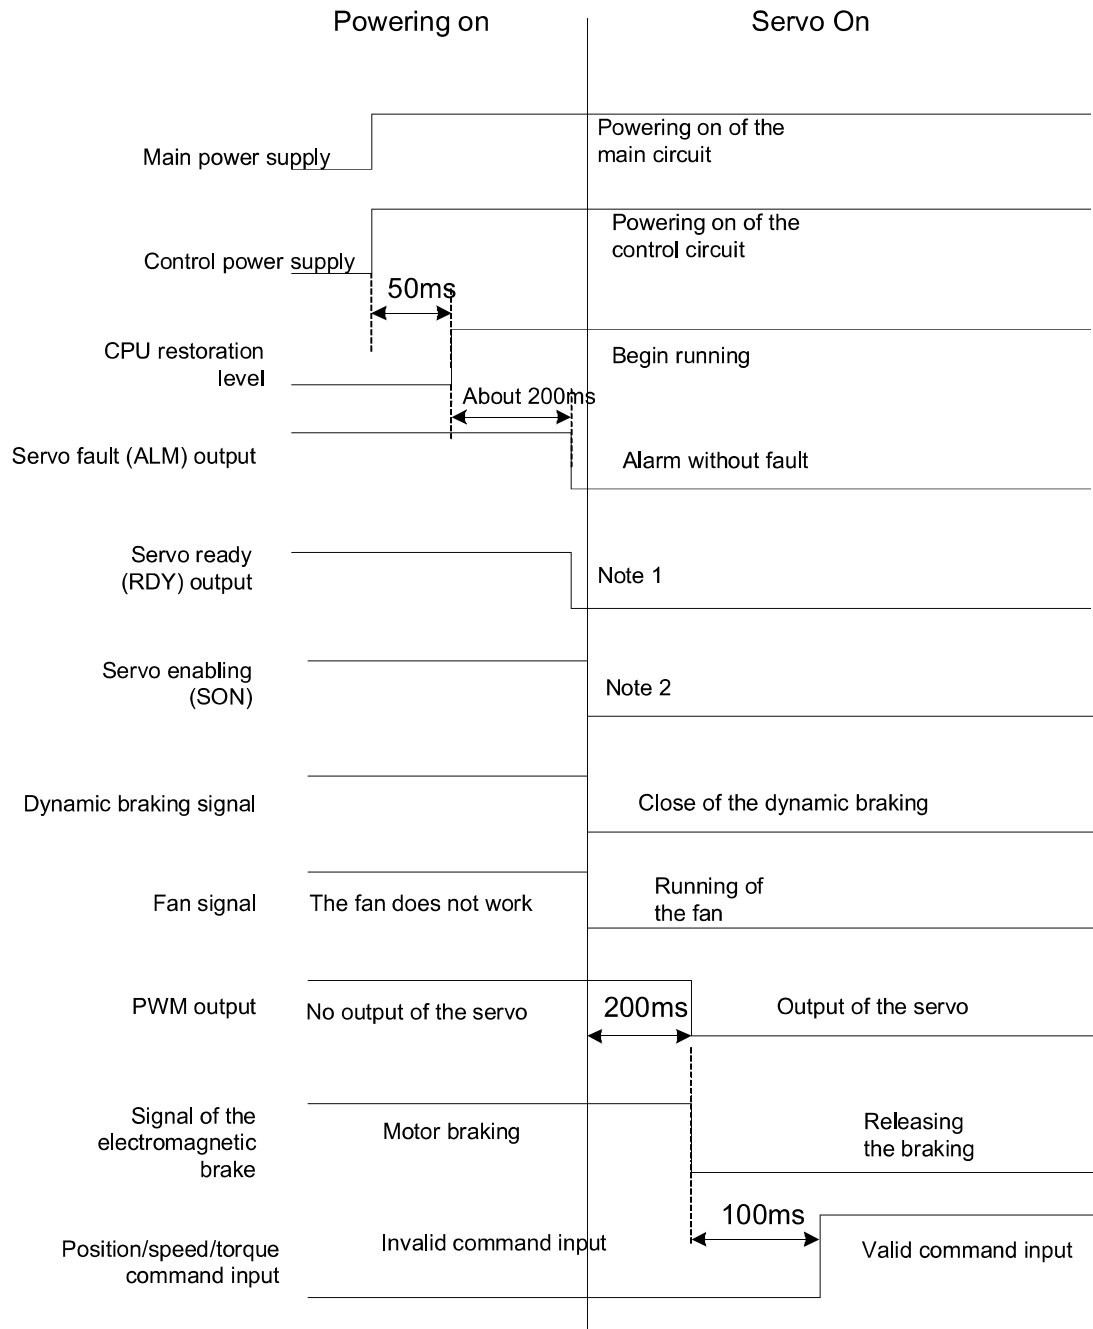 Powering on
Servo On
Main power supply
Powering on of the
main circuit
Control power supply
Powering on of the
control circuit
50ms
CPU restoration
level
Begin running
About 200ms
Servo fault (ALM) output
Alarm without fault
Servo ready
(RDY) output
Note 1
Servo enabling
(SON)
Note 2
Dynamic braking signal
Close of the dynamic braking
Fan signal
The fan does not work
Running of
the fan
PWM output
No output of the servo
200ms
Output of the servo
Signal of the
electromagnetic
brake
Motor braking
Releasing
the braking
Position/speed/torque
command input
Invalid command input
100ms
Valid command input